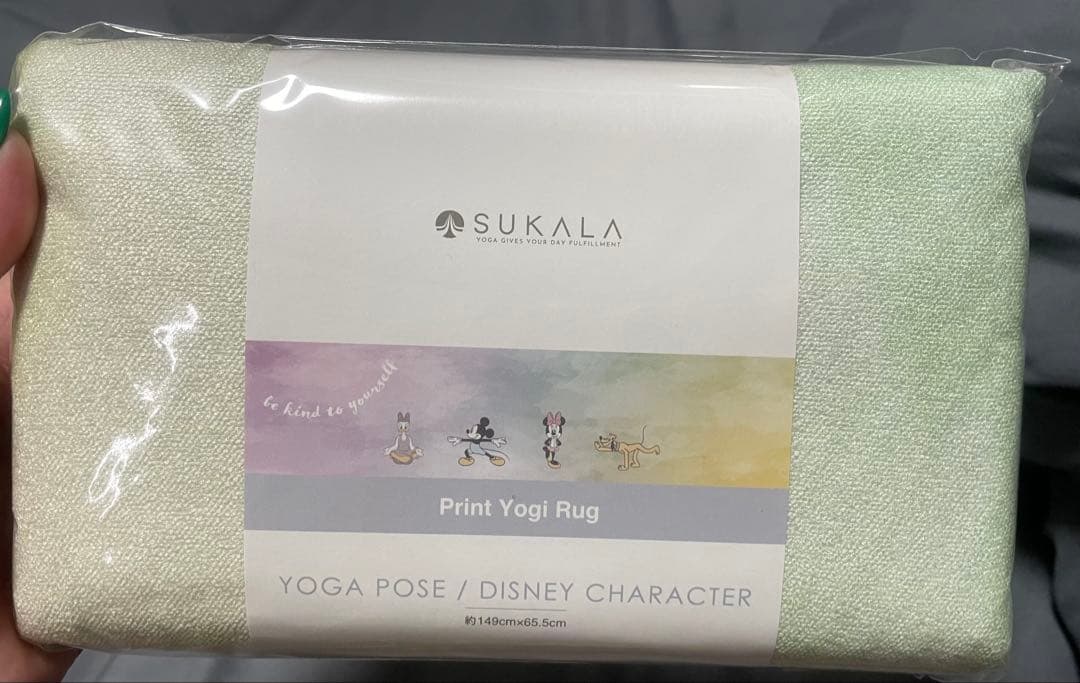 SUKALA
YOGA GIVES YOUR DAY FULFILLMENT
be kind to yourself
Print Yogi Rug
YOGA POSE / DISNEY CHARACTER
約149cm×65.5cm